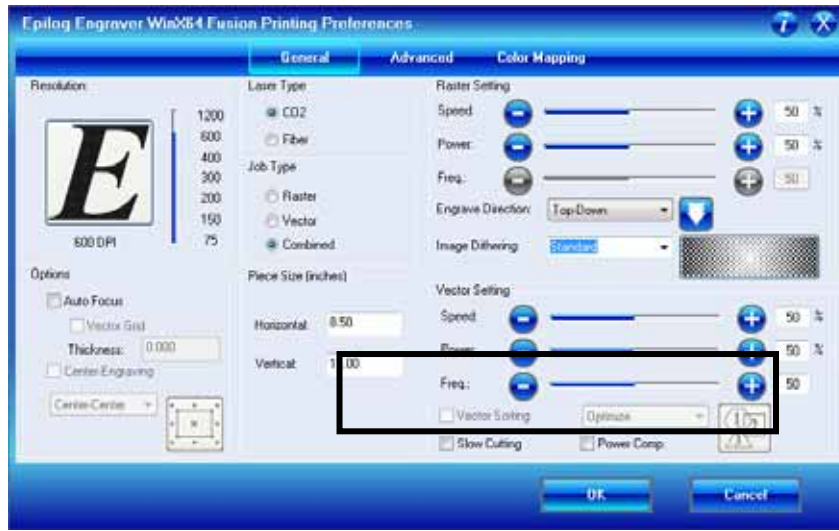 Epilog Engraver WinX64 Fusion Printing Preferences
General Advanced Color Mapping
Resolution
E
1200
600
400
300
200
150
75
600 DPI
Options
Auto Focus
Vector Grid
Thickness: 0.000
Center-Engraving
Center-Center
Laser Type
CO2
Fiber
Job Type
Raster
Vector
Combined
Piece Size (inches)
Horizontal: 8.50
Vertical:
Raster Setting
Speed 50 %
Power: 50 %
Freq.: 50
Engrave Direction: Top-Down
Image Dithering: Standard
Vector Setting
Speed 50 %
Power 50 %
Freq.: 50
Vector Sorting Optimize
Slow Cutting Power Comp.
OK Cancel